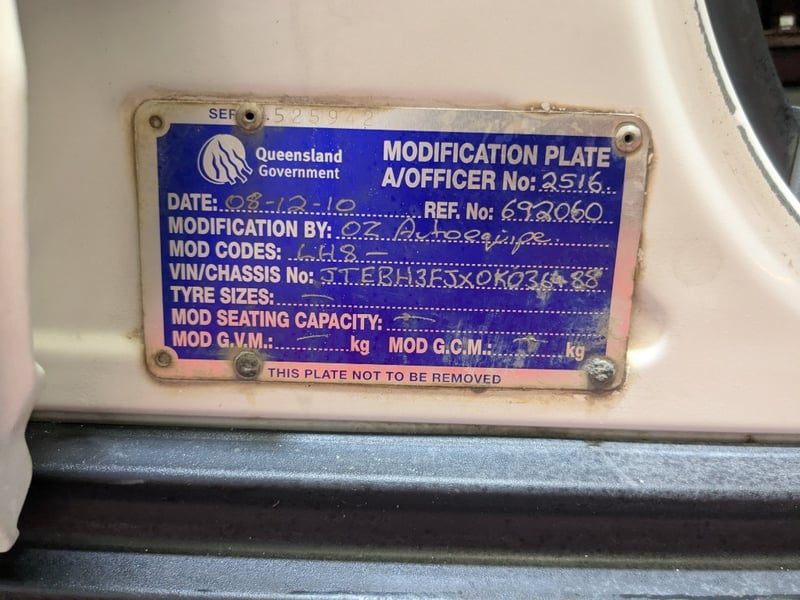 SER 525942
Queensland Government
MODIFICATION PLATE
A/OFFICER No: 2516
DATE: 08-12-10 REF. No: 692060
MODIFICATION BY: OZ Autoequipe
MOD CODES: LH8 -
VIN/CHASSIS No: JTEBH3FJX0K036488
TYRE SIZES: -
MOD SEATING CAPACITY: -
MOD G.V.M.: - kg MOD G.C.M.: - kg
THIS PLATE NOT TO BE REMOVED